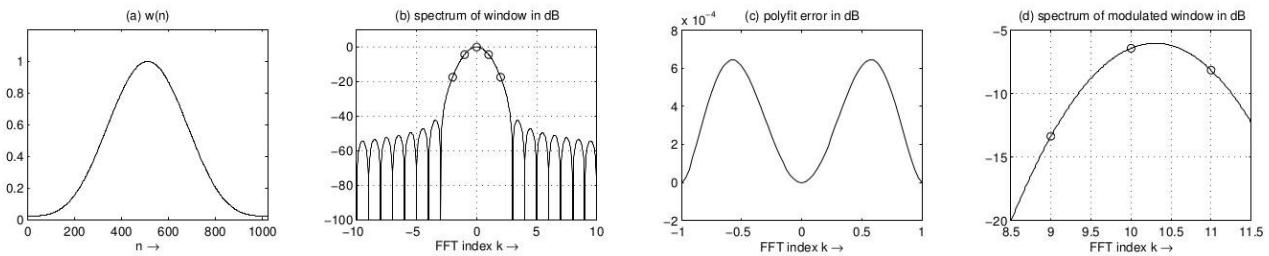 (a) w(n)
1
0.8
0.6
0.4
0.2
0
0 200 400 600 800 1000
n →
(b) spectrum of window in dB
0
−20
−40
−60
−80
−100
−10 −5 0 5 10
FFT index k →
(c) polyfit error in dB
8 x 10⁻⁴
6
4
2
0
−2
−1 −0.5 0 0.5 1
FFT index k →
(d) spectrum of modulated window in dB
−5
−10
−15
−20
8.5 9 9.5 10 10.5 11 11.5
FFT index k →